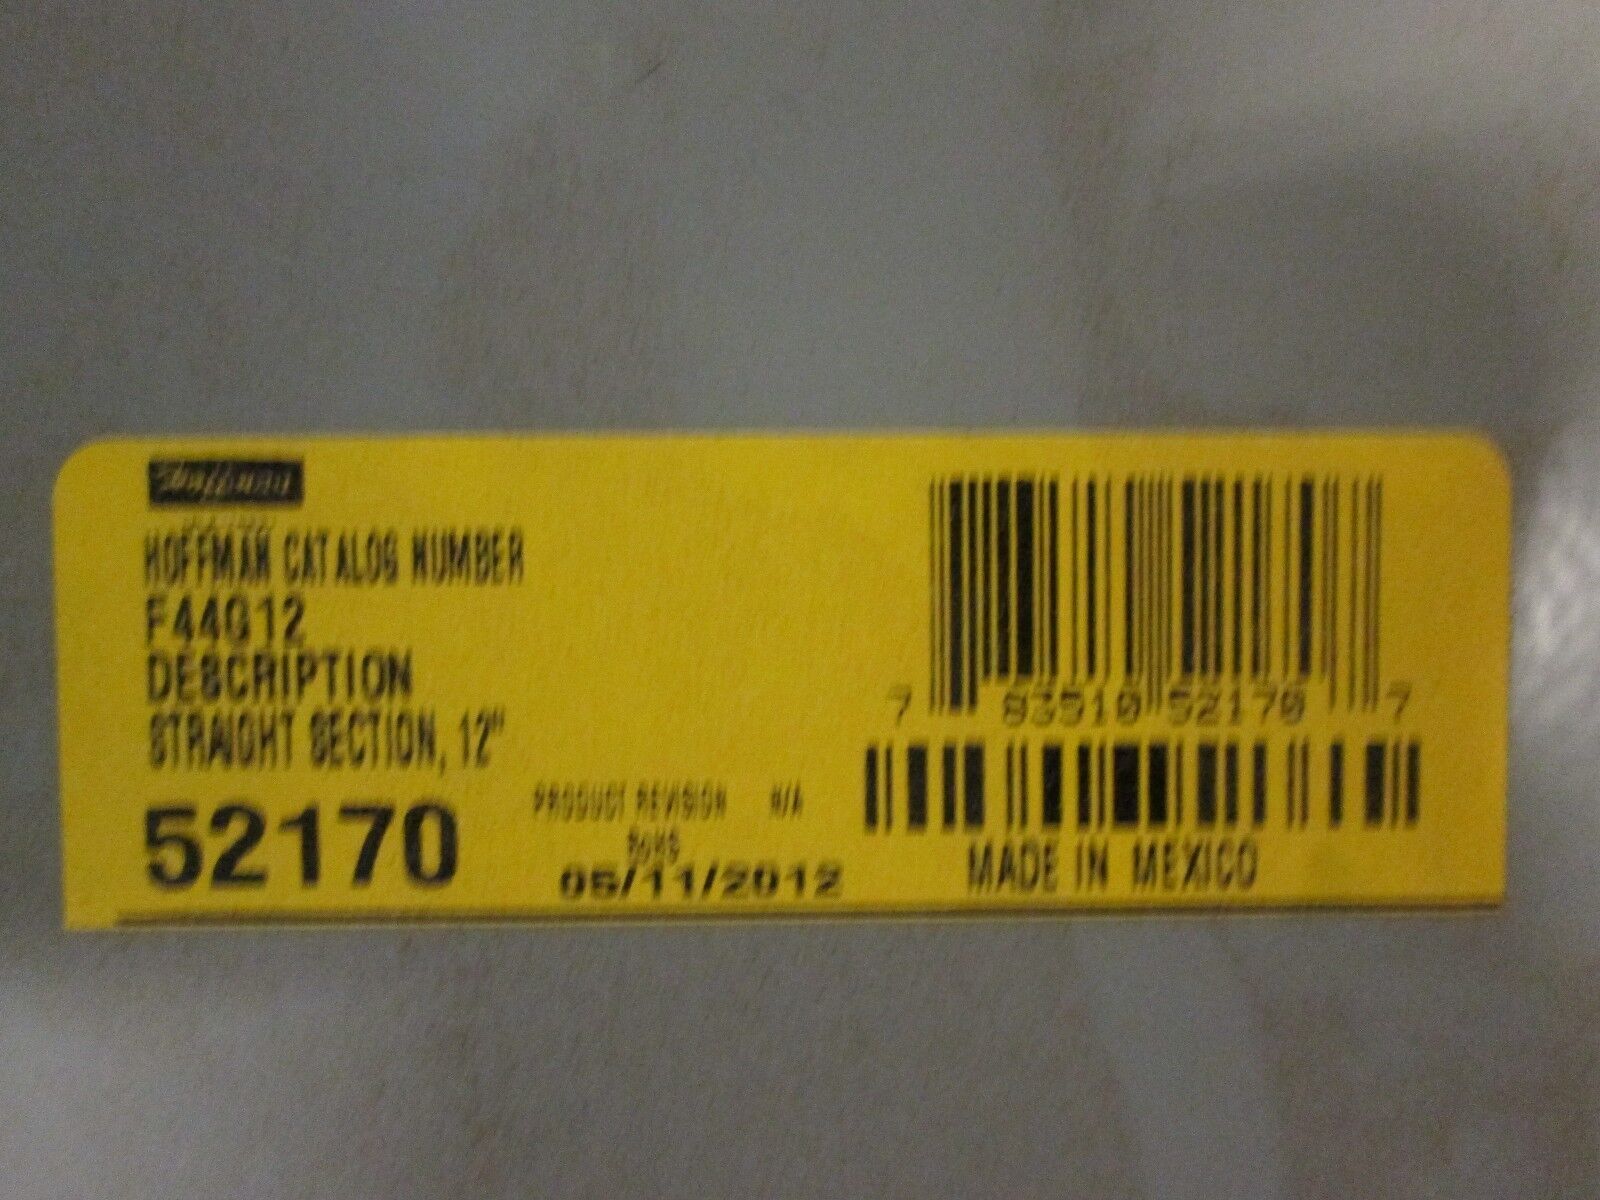 Hoffman
HOFFMAN CATALOG NUMBER
F44G12
DESCRIPTION
STRAIGHT SECTION, 12"
52170
PRODUCT REVISION N/A
RoHS
05/11/2012
7 83510 52170 7
MADE IN MEXICO